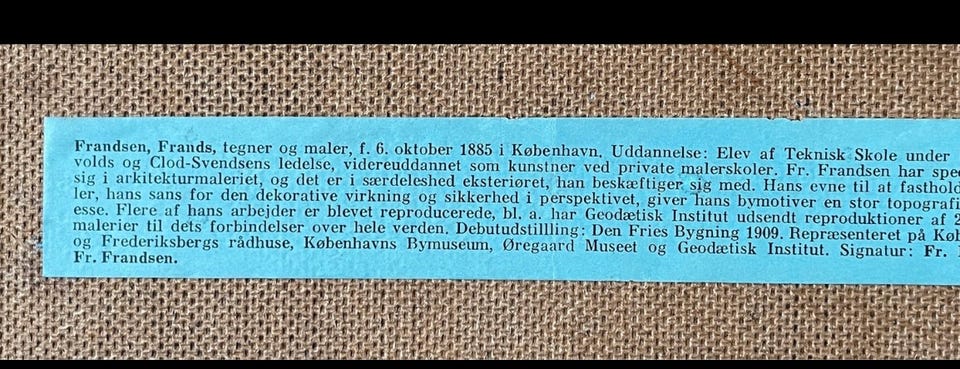 Frandsen, Frands, tegner og maler, f. 6. oktober 1885 i København. Uddannelse: Elev af Teknisk Skole under
volds og Clod-Svendsens ledelse, videreuddannet som kunstner ved private malerskoler. Fr. Frandsen har spec
sig i arkitekturmaleriet, og det er i særdeleshed eksteriøret, han beskæftiger sig med. Hans evne til at fasthold
ler, hans sans for den dekorative virkning og sikkerhed i perspektivet, giver hans bymotiver en stor topografi
esse. Flere af hans arbejder er blevet reproducerede, bl. a. har Geodætisk Institut udsendt reproduktioner af 2
malerier til dets forbindelser over hele verden. Debutudstillling: Den Fries Bygning 1909. Repræsenteret på Køb
og Frederiksbergs rådhuse, Københavns Bymuseum, Øregaard Museet og Geodætisk Institut. Signatur: Fr.
Fr. Frandsen.